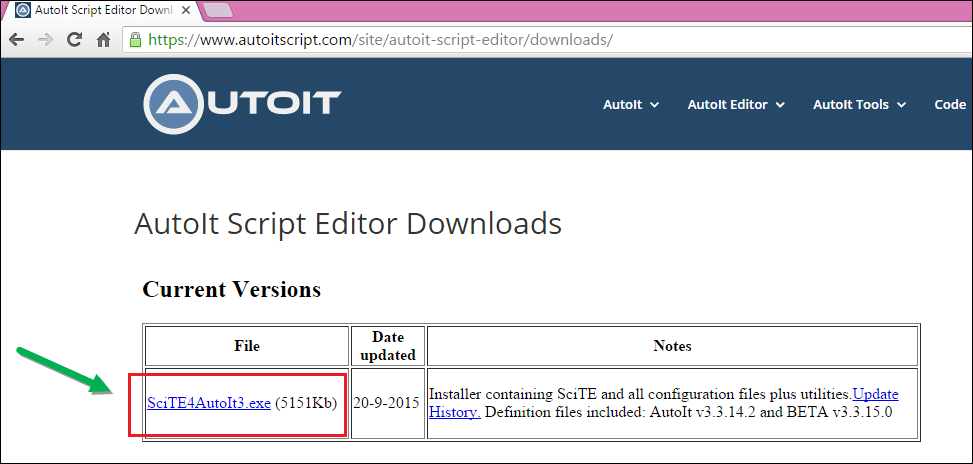 AutoIt Script Editor Downl
https://www.autoitscript.com/site/autoit-script-editor/downloads/
AUTOIT
AutoIt AutoIt Editor AutoIt Tools Code
AutoIt Script Editor Downloads
Current Versions
File
Date
updated
Notes
SciTE4AutoIt3.exe (5151Kb)
20-9-2015
Installer containing SciTE and all configuration files plus utilities.Update
History. Definition files included: AutoIt v3.3.14.2 and BETA v3.3.15.0